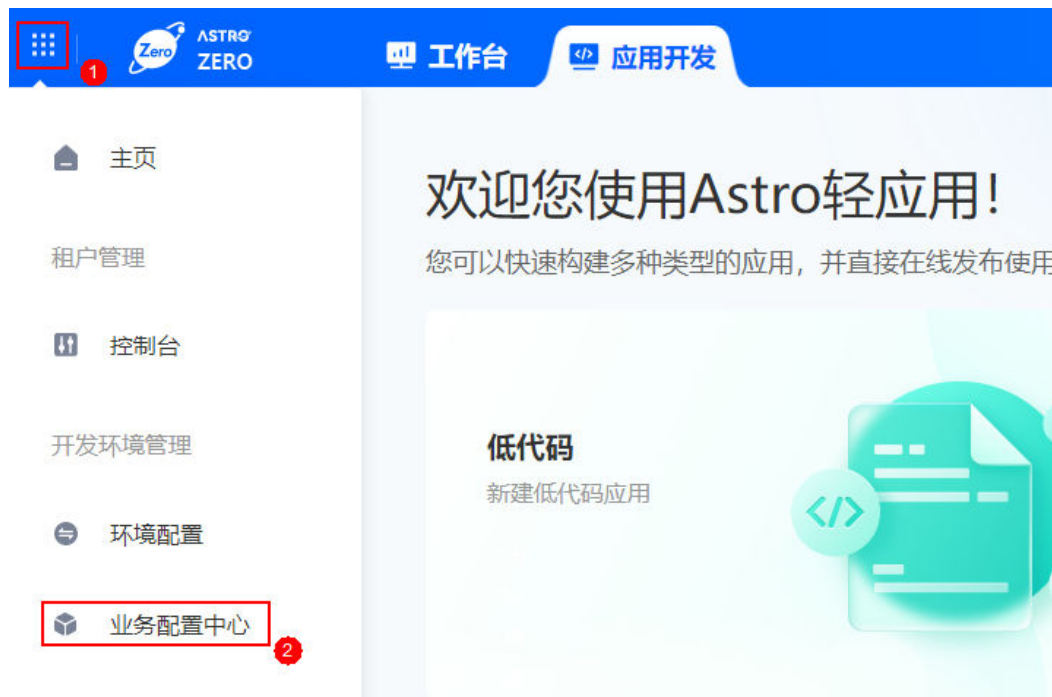 Zero ASTRO
ZERO
工作台
应用开发
1
主页
租户管理
控制台
开发环境管理
环境配置
业务配置中心
2
欢迎您使用Astro轻应用！
您可以快速构建多种类型的应用，并直接在线发布使用
低代码
新建低代码应用